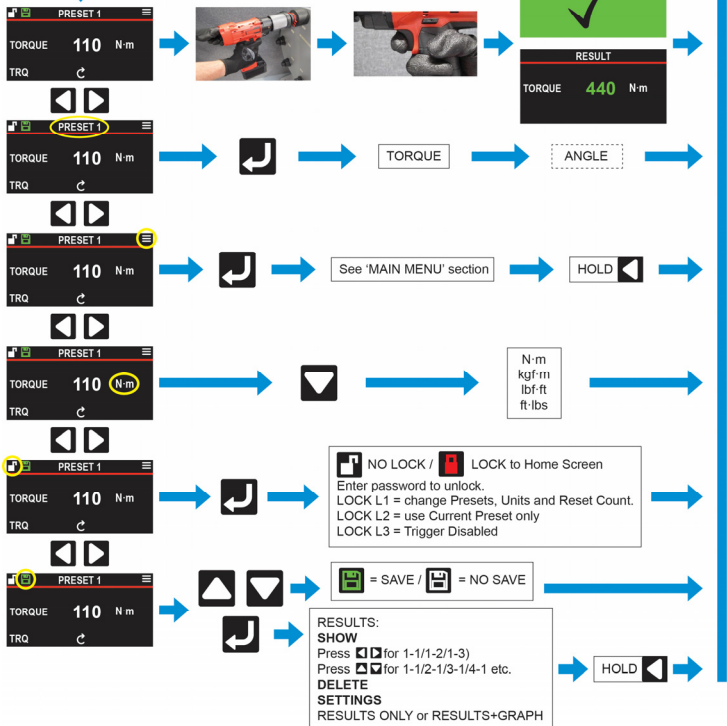 PRESET 1
TORQUE 110 N·m
TRQ
RESULT
TORQUE 440 N·m
PRESET 1
TORQUE 110 N·m
TRQ
TORQUE
ANGLE
PRESET 1
TORQUE 110 N·m
TRQ
See 'MAIN MENU' section
HOLD
PRESET 1
TORQUE 110 N·m
TRQ
N·m
kgf·m
lbf·ft
ft·lbs
PRESET 1
TORQUE 110 N·m
TRQ
NO LOCK / LOCK to Home Screen
Enter password to unlock.
LOCK L1 = change Presets, Units and Reset Count.
LOCK L2 = use Current Preset only
LOCK L3 = Trigger Disabled
PRESET 1
TORQUE 110 N m
TRQ
= SAVE / = NO SAVE
RESULTS:
SHOW
Press for 1-1/1-2/1-3)
Press for 1-1/2-1/3-1/4-1 etc.
DELETE
SETTINGS
RESULTS ONLY or RESULTS+GRAPH
HOLD